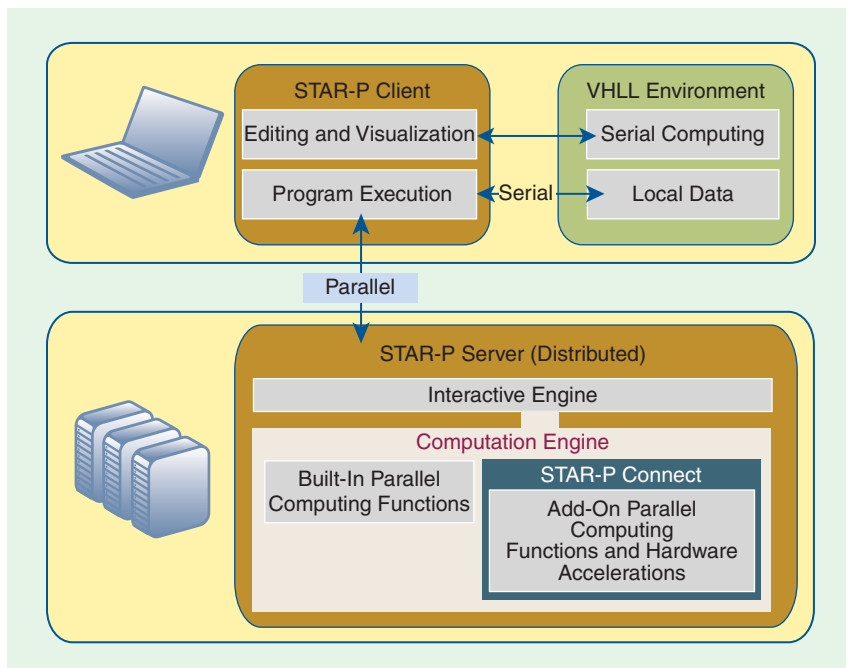 STAR-P Client
VHLL Environment
Editing and Visualization
Serial Computing
Program Execution
Serial
Local Data
Parallel
STAR-P Server (Distributed)
Interactive Engine
Computation Engine
Built-In Parallel
Computing Functions
STAR-P Connect
Add-On Parallel
Computing
Functions and Hardware
Accelerations